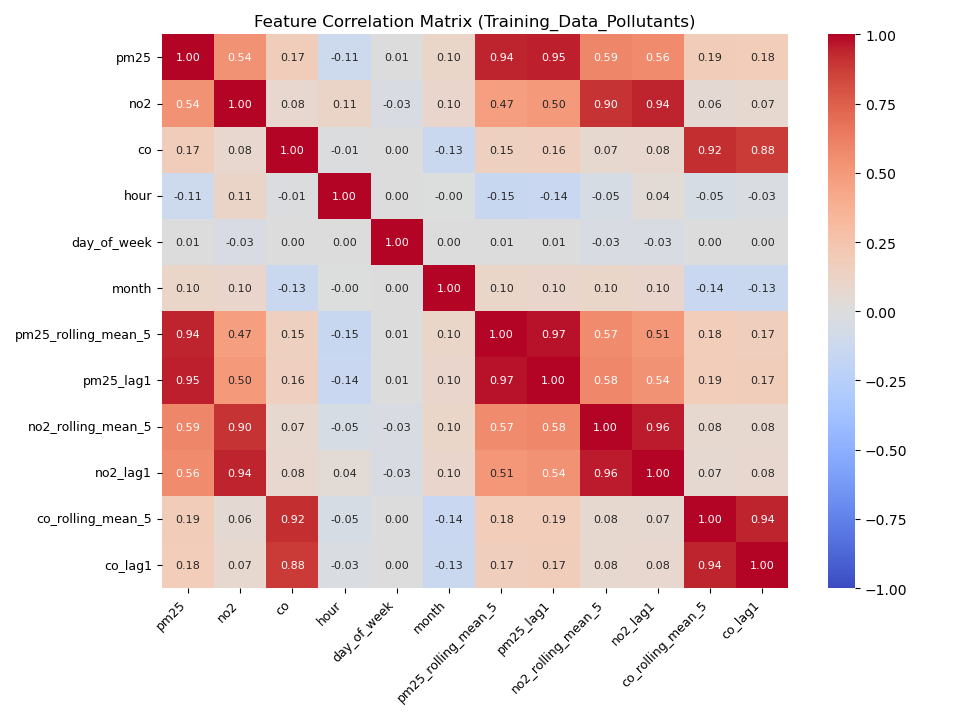 Feature Correlation Matrix (Training_Data_Pollutants)
pm25 1.00 0.54 0.17 -0.11 0.01 0.10 0.94 0.95 0.59 0.56 0.19 0.18
no2 0.54 1.00 0.08 0.11 -0.03 0.10 0.47 0.50 0.90 0.94 0.06 0.07
co 0.17 0.08 1.00 -0.01 0.00 -0.13 0.15 0.16 0.07 0.08 0.92 0.88
hour -0.11 0.11 -0.01 1.00 0.00 -0.00 -0.15 -0.14 -0.05 0.04 -0.05 -0.03
day_of_week 0.01 -0.03 0.00 0.00 1.00 0.00 0.01 0.01 -0.03 -0.03 0.00 0.00
month 0.10 0.10 -0.13 -0.00 0.00 1.00 0.10 0.10 0.10 0.10 -0.14 -0.13
pm25_rolling_mean_5 0.94 0.47 0.15 -0.15 0.01 0.10 1.00 0.97 0.57 0.51 0.18 0.17
pm25_lag1 0.95 0.50 0.16 -0.14 0.01 0.10 0.97 1.00 0.58 0.54 0.19 0.17
no2_rolling_mean_5 0.59 0.90 0.07 -0.05 -0.03 0.10 0.57 0.58 1.00 0.96 0.08 0.08
no2_lag1 0.56 0.94 0.08 0.04 -0.03 0.10 0.51 0.54 0.96 1.00 0.07 0.08
co_rolling_mean_5 0.19 0.06 0.92 -0.05 0.00 -0.14 0.18 0.19 0.08 0.07 1.00 0.94
co_lag1 0.18 0.07 0.88 -0.03 0.00 -0.13 0.17 0.17 0.08 0.08 0.94 1.00
pm25 no2 co hour day_of_week month pm25_rolling_mean_5 pm25_lag1 no2_rolling_mean_5 no2_lag1 co_rolling_mean_5 co_lag1
1.00
0.75
0.50
0.25
0.00
−0.25
−0.50
−0.75
−1.00